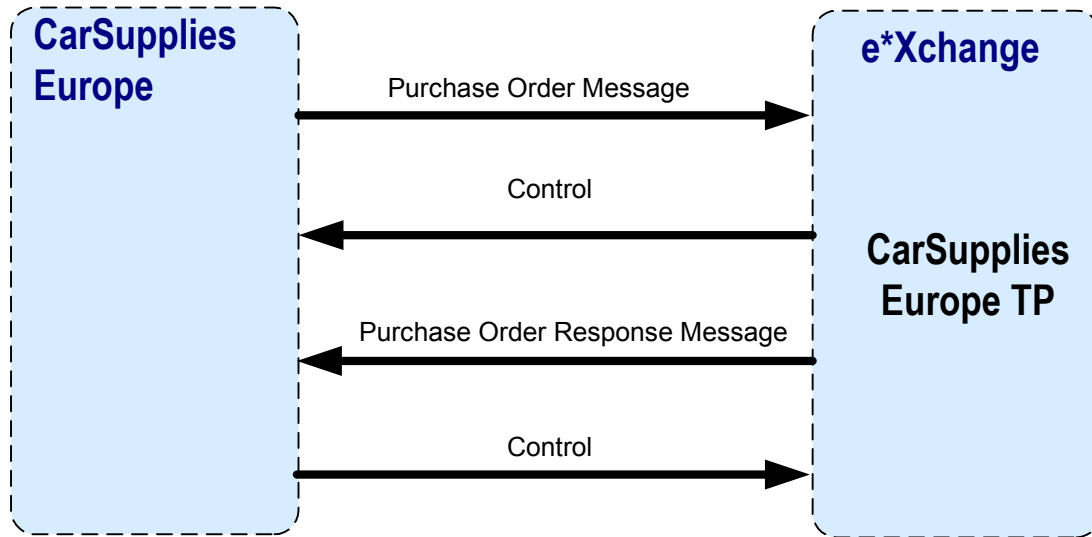 CarSupplies
Europe
e*Xchange
Purchase Order Message
Control
CarSupplies
Europe TP
Purchase Order Response Message
Control